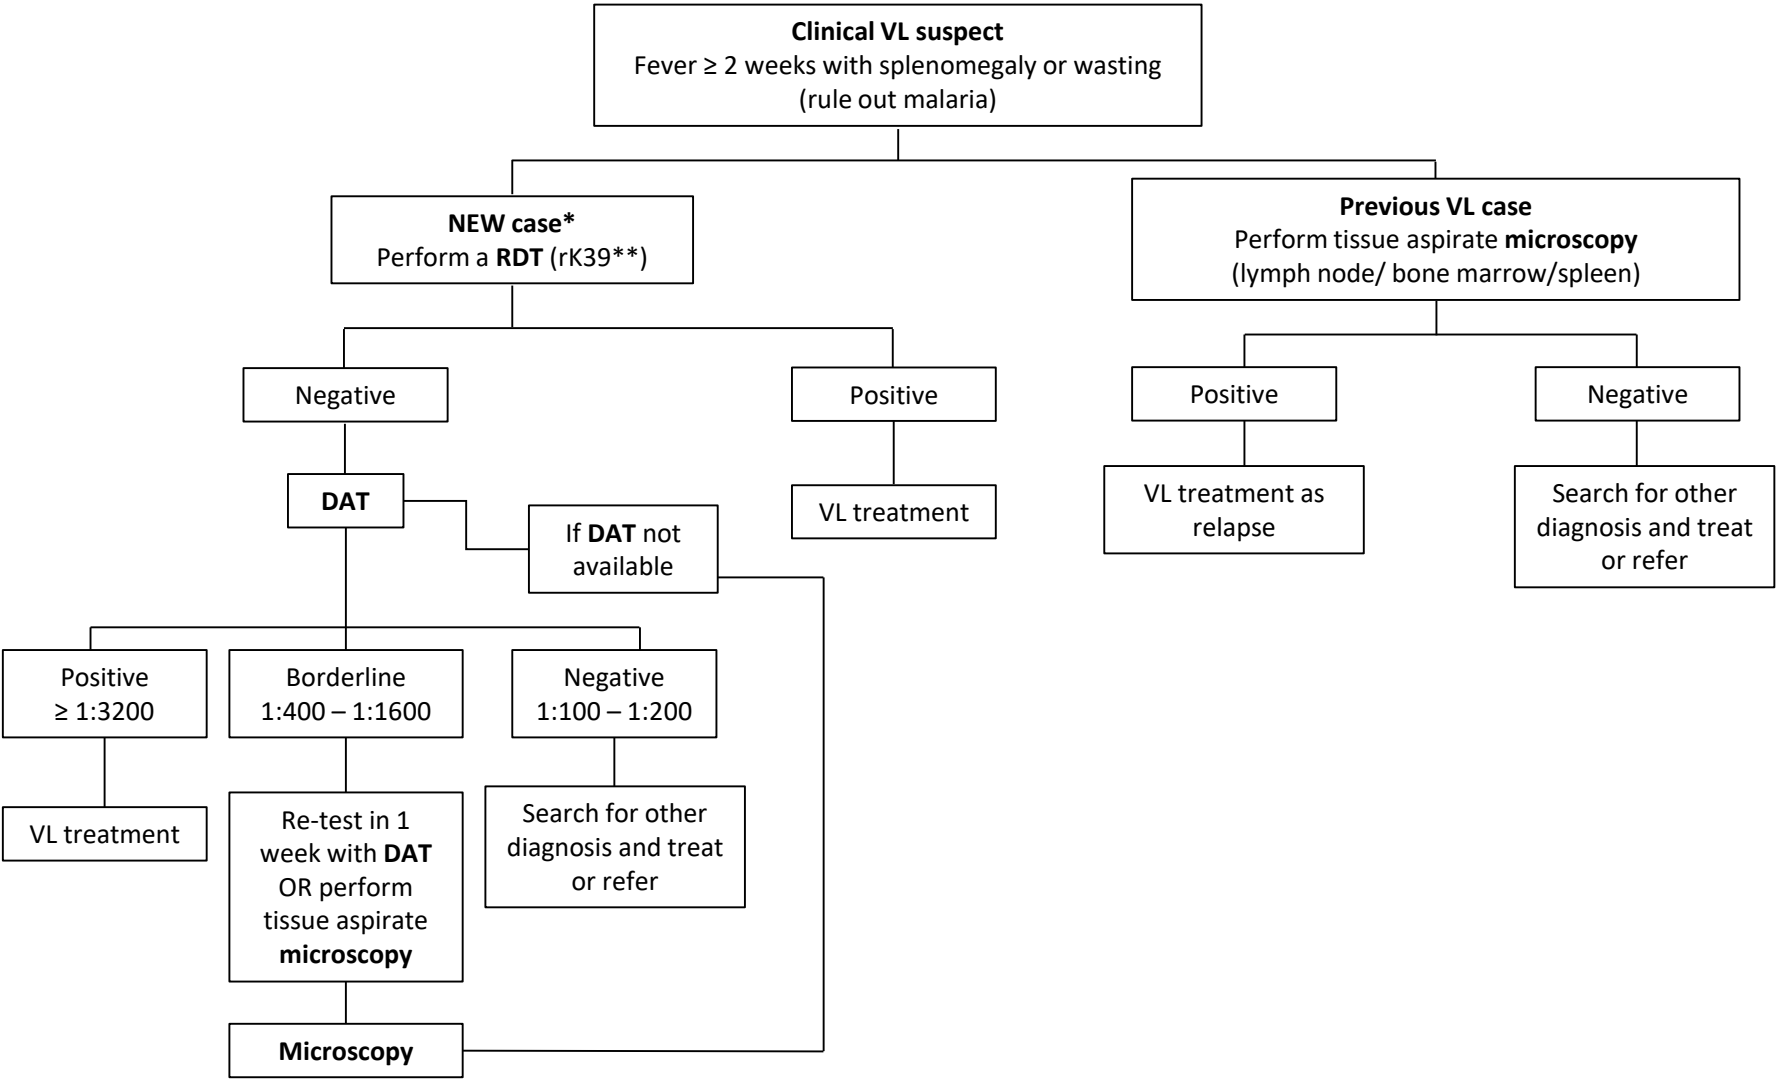 Clinical VL suspect
Fever ≥ 2 weeks with splenomegaly or wasting
(rule out malaria)
NEW case*
Perform a RDT (rK39**)
Previous VL case
Perform tissue aspirate microscopy
(lymph node/ bone marrow/spleen)
Negative
Positive
Positive
Negative
DAT
If DAT not
available
VL treatment
VL treatment as
relapse
Search for other
diagnosis and treat
or refer
Positive
≥ 1:3200
Borderline
1:400 – 1:1600
Negative
1:100 – 1:200
VL treatment
Re-test in 1
week with DAT
OR perform
tissue aspirate
microscopy
Search for other
diagnosis and treat
or refer
Microscopy